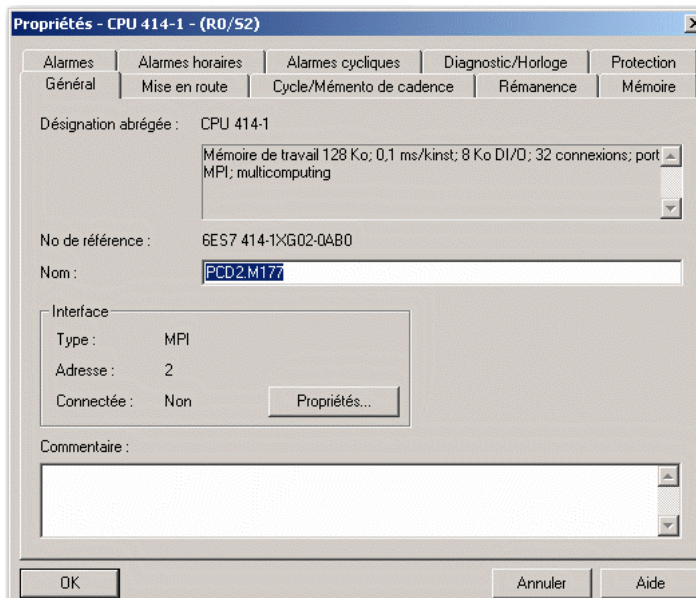 Propriétés - CPU 414-1 - (R0/S2)
Alarmes Alarmes horaires Alarmes cycliques Diagnostic/Horloge Protection
Général Mise en route Cycle/Mémento de cadence Rémanence Mémoire
Désignation abrégée : CPU 414-1
Mémoire de travail 128 Ko; 0,1 ms/kinst; 8 Ko DI/O; 32 connexions; port
MPI; multicomputing
No de référence : 6ES7 414-1XG02-0AB0
Nom : PCD2.M177
Interface
Type : MPI
Adresse : 2
Connectée : Non Propriétés...
Commentaire :
OK Annuler Aide